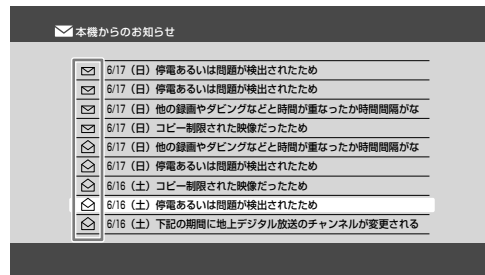 本機からのお知らせ
6/17（日）停電あるいは問題が検出されたため
6/17（日）停電あるいは問題が検出されたため
6/17（日）他の録画やダビングなどと時間が重なったか時間間隔がな
6/17（日）コピー制限された映像だったため
6/17（日）他の録画やダビングなどと時間が重なったか時間間隔がな
6/17（日）停電あるいは問題が検出されたため
6/16（土）コピー制限された映像だったため
6/16（土）停電あるいは問題が検出されたため
6/16（土）下記の期間に地上デジタル放送のチャンネルが変更される